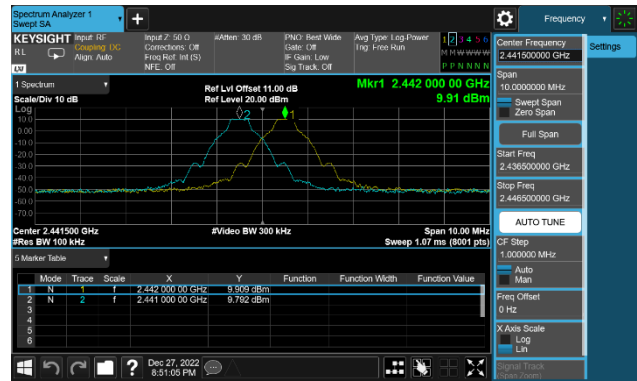 Spectrum Analyzer 1
Swept SA
Frequency
KEYSIGHT
Input: RF
Coupling: DC
Align: Auto
RL
LXI
Input Z: 50 Ω
Corrections: Off
Freq Ref: Int (S)
NFE: Off
#Atten: 30 dB
PNO: Best Wide
Gate: Off
IF Gain: Low
Sig Track: Off
Avg Type: Log-Power
Trig: Free Run
1 2 3 4 5 6
M M W W W W
P P N N N N
1 Spectrum
Scale/Div 10 dB
Ref Lvl Offset 11.00 dB
Ref Level 20.00 dBm
Mkr1 2.442 000 00 GHz
9.91 dBm
Log
10.0
0.00
-10.0
-20.0
-30.0
-40.0
-50.0
-60.0
-70.0
2
1
Center 2.441500 GHz
#Res BW 100 kHz
#Video BW 300 kHz
Span 10.00 MHz
Sweep 1.07 ms (8001 pts)
5 Marker Table
Mode Trace Scale X Y Function Function Width Function Value
1 N 1 f 2.442 000 00 GHz 9.909 dBm
2 N 2 f 2.441 000 00 GHz 9.792 dBm
3
4
5
6
?
Dec 27, 2022
8:51:05 PM
Center Frequency
2.441500000 GHz
Span
10.0000000 MHz
Swept Span
Zero Span
Full Span
Start Freq
2.436500000 GHz
Stop Freq
2.446500000 GHz
AUTO TUNE
CF Step
1.000000 MHz
Auto
Man
Freq Offset
0 Hz
X Axis Scale
Log
Lin
Signal Track
(Span Zoom)
Settings